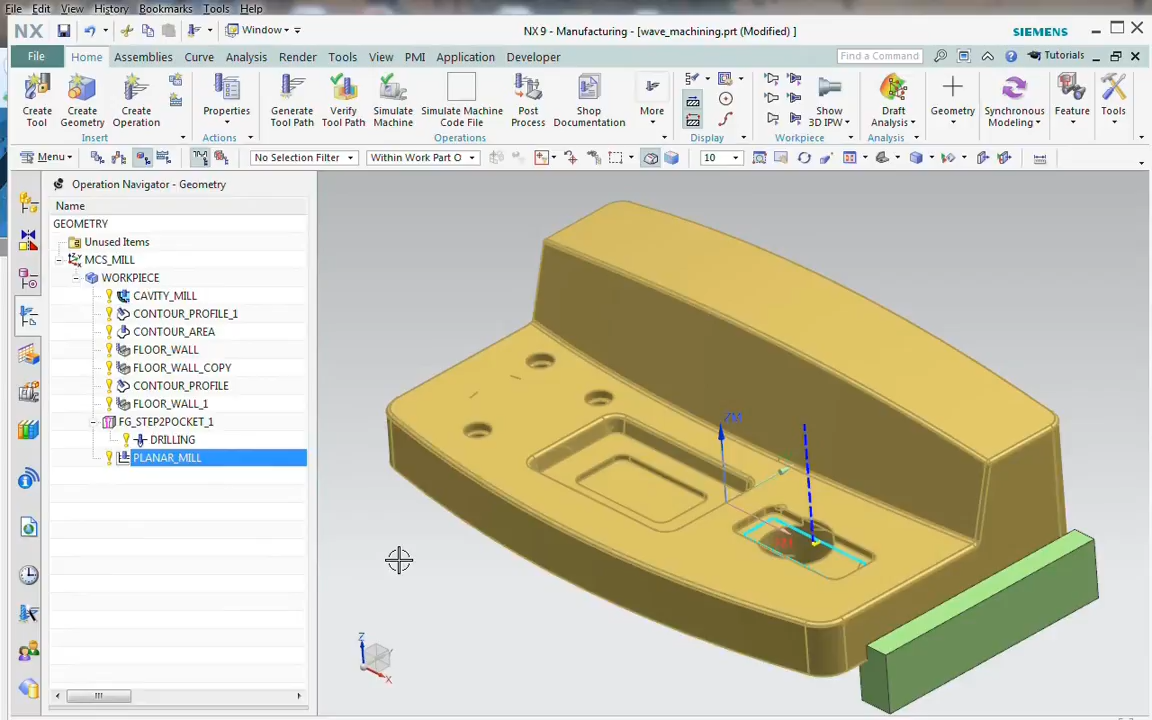 File Edit View History Bookmarks Tools Help
NX Window NX 9 - Manufacturing - [wave_machining.prt (Modified) ] SIEMENS
File Home Assemblies Curve Analysis Render Tools View PMI Application Developer Find a Command Tutorials
Create Tool
Create Geometry
Create Operation
Properties
Generate Tool Path
Verify Tool Path
Simulate Machine
Simulate Machine Code File
Post Process
Shop Documentation
More
Show 3D IPW
Draft Analysis
Geometry
Synchronous Modeling
Feature
Tools
Insert Actions Operations Display Workpiece Analysis
Menu No Selection Filter Within Work Part O 10
Operation Navigator - Geometry
Name
GEOMETRY
Unused Items
MCS_MILL
WORKPIECE
CAVITY_MILL
CONTOUR_PROFILE_1
CONTOUR_AREA
FLOOR_WALL
FLOOR_WALL_COPY
CONTOUR_PROFILE
FLOOR_WALL_1
FG_STEP2POCKET_1
DRILLING
PLANAR_MILL
ZM
Z
X